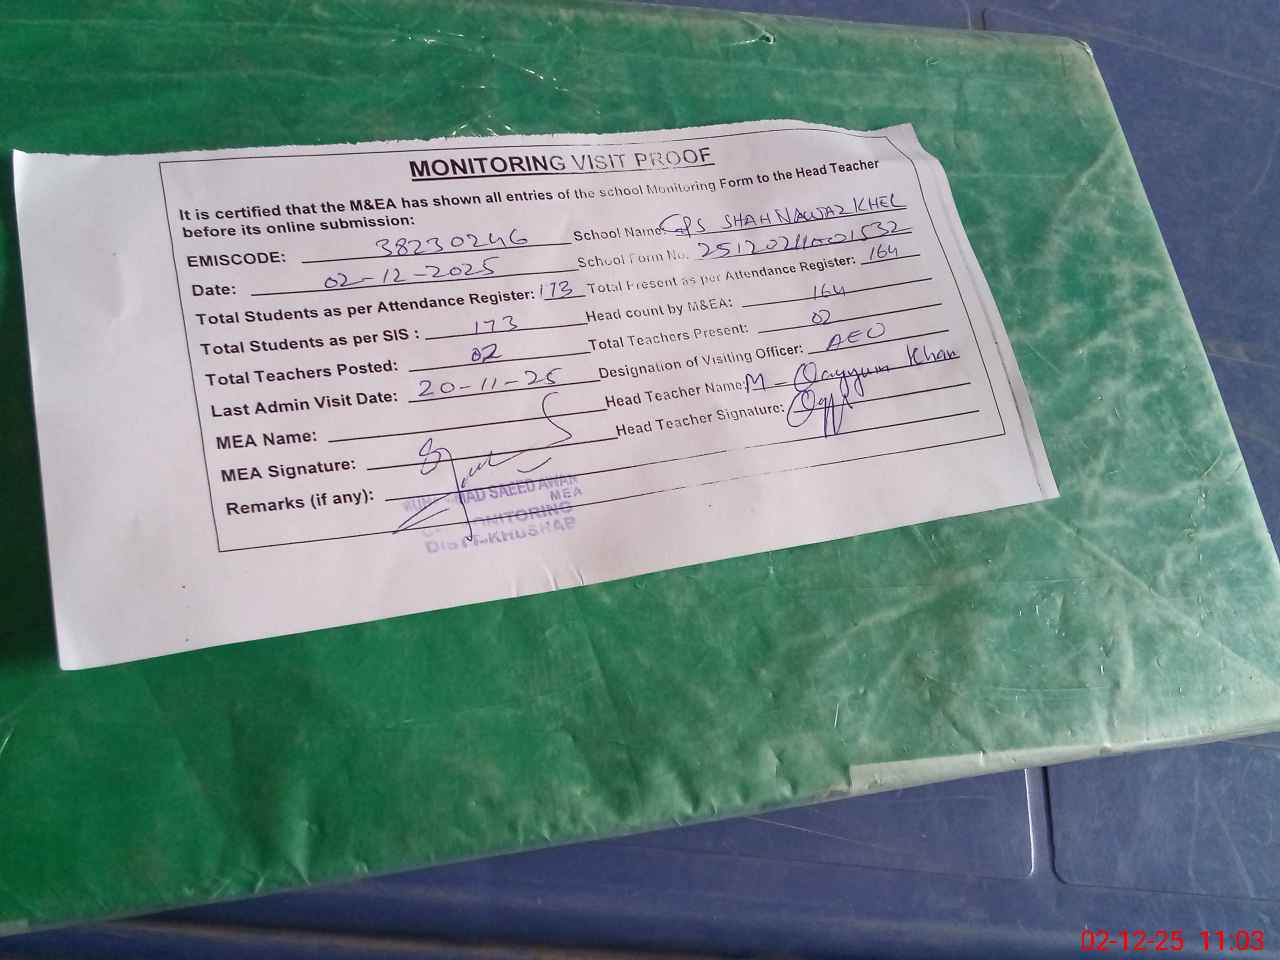 MONITORING VISIT PROOF
It is certified that the M&EA has shown all entries of the school Monitoring Form to the Head Teacher
before its online submission:
EMISCODE: 38230246 School Name: GPS SHAH NAWAZ KHEL
Date: 02-12-2025 School Form No. 2512021001532
Total Students as per Attendance Register: 173 Total Present as per Attendance Register: 164
Total Students as per SIS : 173 Head count by M&EA: 164
Total Teachers Posted: 02 Total Teachers Present: 02
Last Admin Visit Date: 20-11-25 Designation of Visiting Officer: AEO
MEA Name: Head Teacher Name: M - Qayyum Khan
MEA Signature: Head Teacher Signature:
Remarks (if any):
SAEED AWAN
MEA
MONITORING
Distt-KHUSHAB
02-12-25 11:03